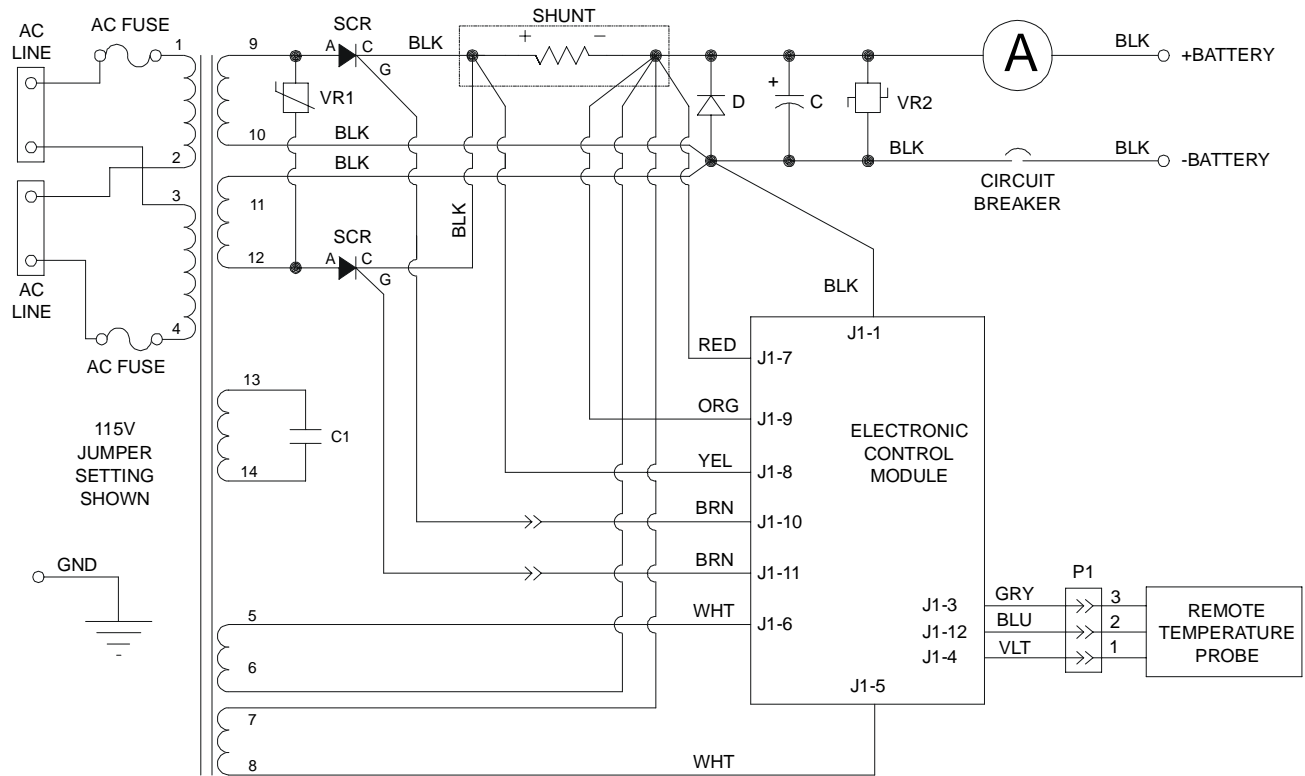 AC
LINE
AC FUSE
1
2
3
4
AC FUSE
AC
LINE
115V
JUMPER
SETTING
SHOWN
GND
9
10
11
12
13
14
5
6
7
8
VR1
C1
SCR
A
C
G
BLK
SHUNT
+
−
BLK
BLK
SCR
A
C
G
BLK
D
+
C
VR2
A
BLK
+BATTERY
BLK
BLK
-BATTERY
CIRCUIT
BREAKER
BLK
J1-1
RED
J1-7
ORG
J1-9
YEL
J1-8
BRN
J1-10
BRN
J1-11
WHT
J1-6
WHT
J1-5
ELECTRONIC
CONTROL
MODULE
J1-3
GRY
J1-12
BLU
J1-4
VLT
P1
3
2
1
REMOTE
TEMPERATURE
PROBE